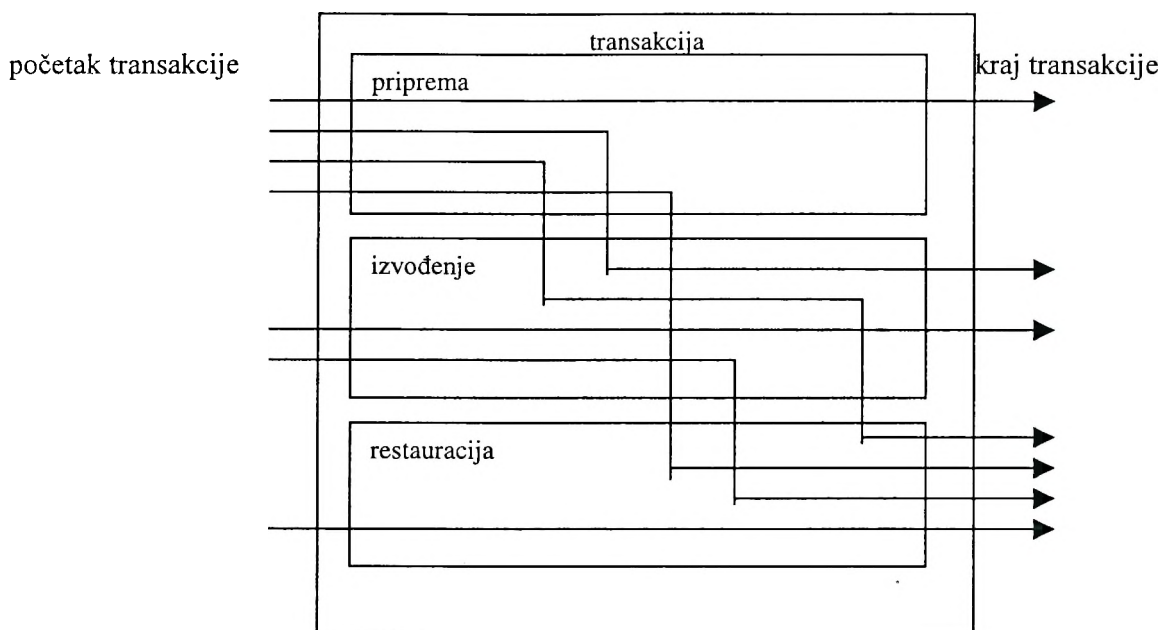 transakcija
početak transakcije
kraj transakcije
priprema
izvođenje
restauracija